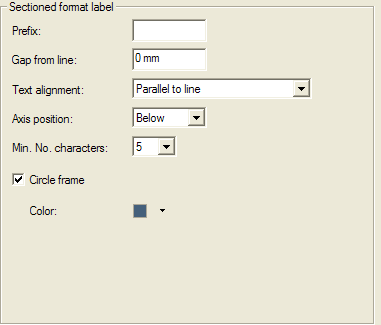 Sectioned format label
Prefix:
Gap from line: 0 mm
Text alignment: Parallel to line
Axis position: Below
Min. No. characters: 5
Circle frame
Color: